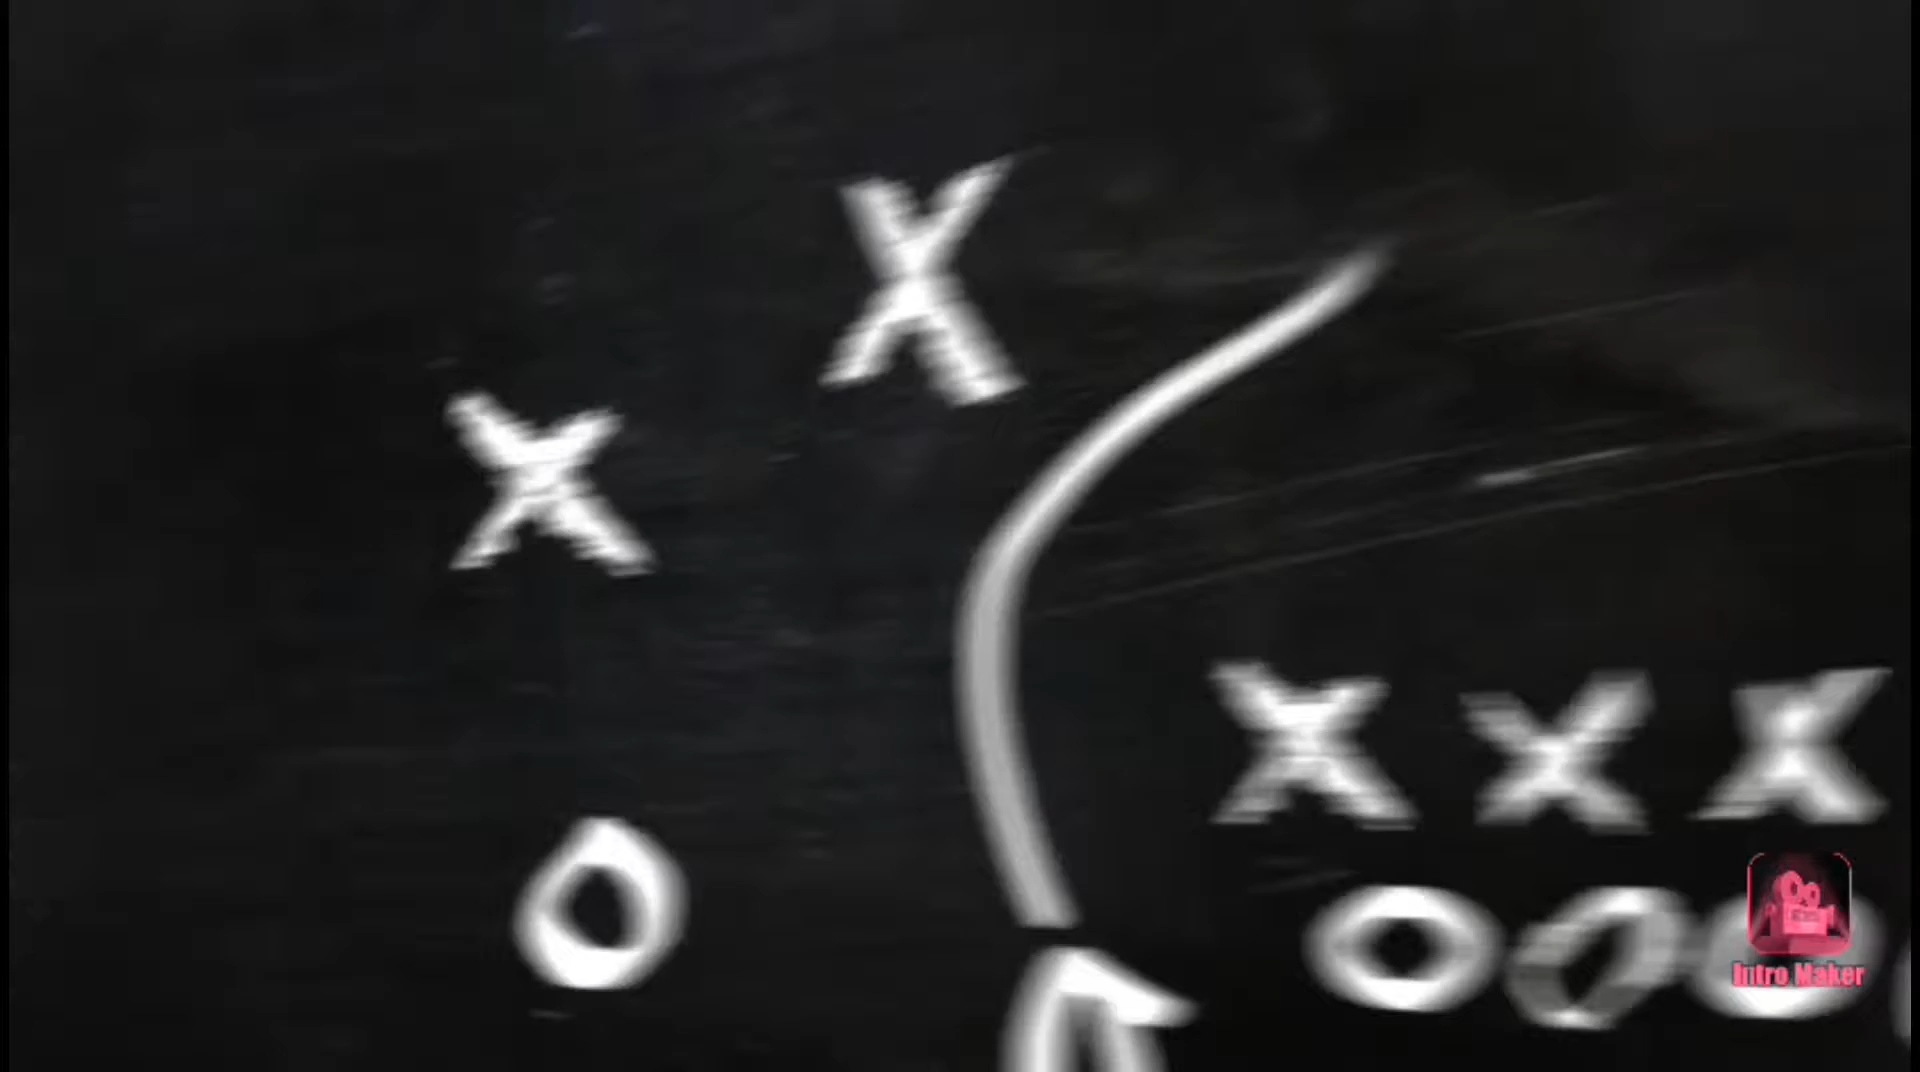 X
X
X X X
O
O O O
Intro Maker